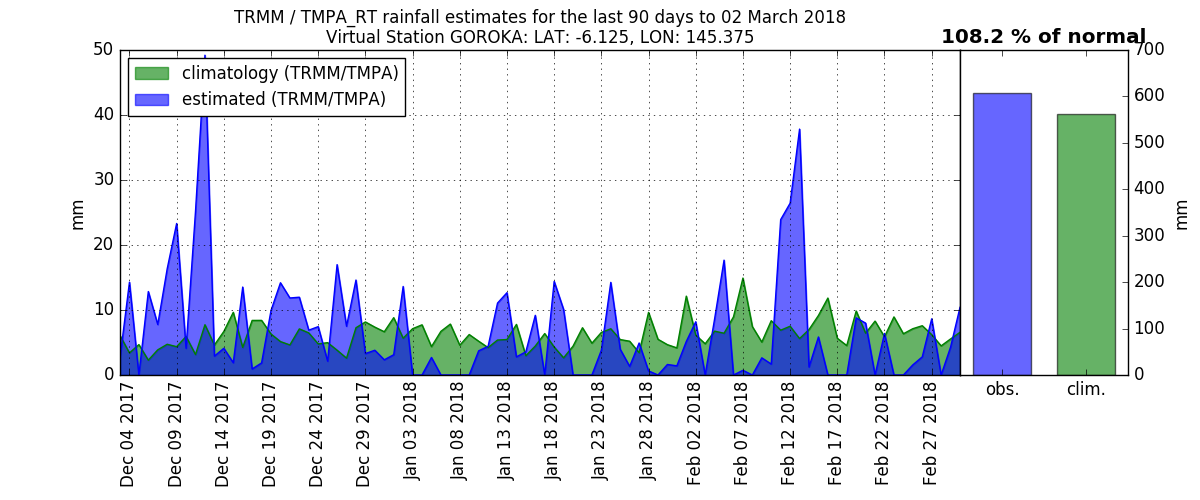 TRMM / TMPA_RT rainfall estimates for the last 90 days to 02 March 2018
Virtual Station GOROKA: LAT: -6.125, LON: 145.375
108.2 % of normal
climatology (TRMM/TMPA)
estimated (TRMM/TMPA)
50
40
30
20
10
0
mm
Dec 04 2017
Dec 09 2017
Dec 14 2017
Dec 19 2017
Dec 24 2017
Dec 29 2017
Jan 03 2018
Jan 08 2018
Jan 13 2018
Jan 18 2018
Jan 23 2018
Jan 28 2018
Feb 02 2018
Feb 07 2018
Feb 12 2018
Feb 17 2018
Feb 22 2018
Feb 27 2018
700
600
500
400
300
200
100
0
mm
obs.
clim.